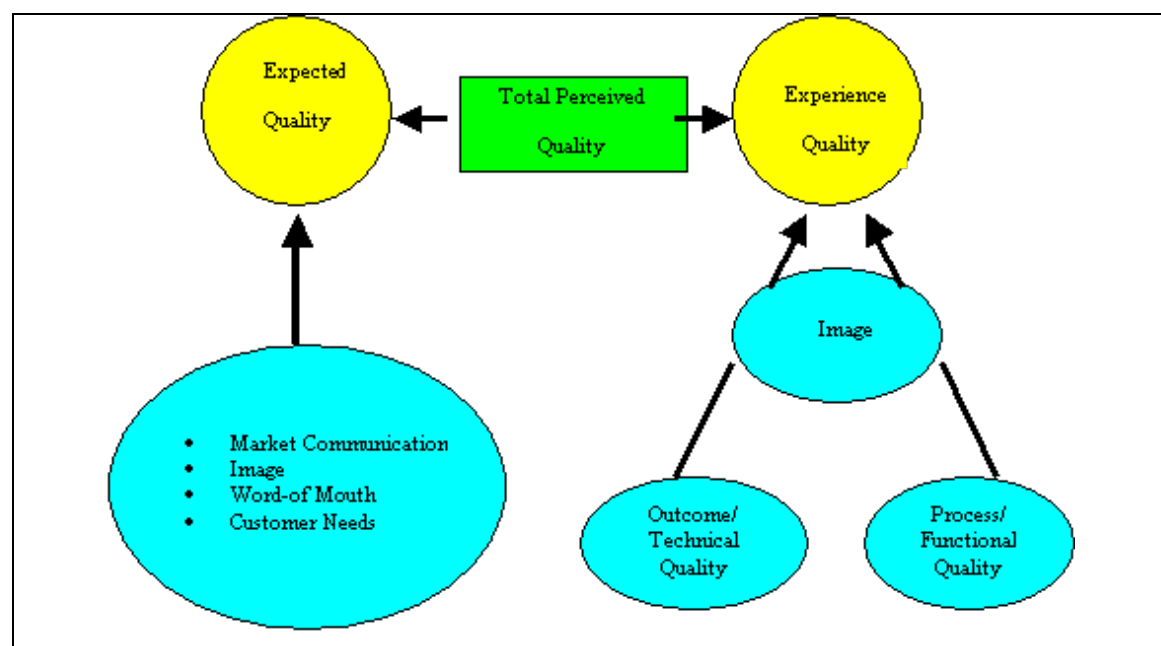 Expected
Quality
Total Perceived
Quality
Experience
Quality
Image
• Market Communication
• Image
• Word-of Mouth
• Customer Needs
Outcome/
Technical
Quality
Process/
Functional
Quality